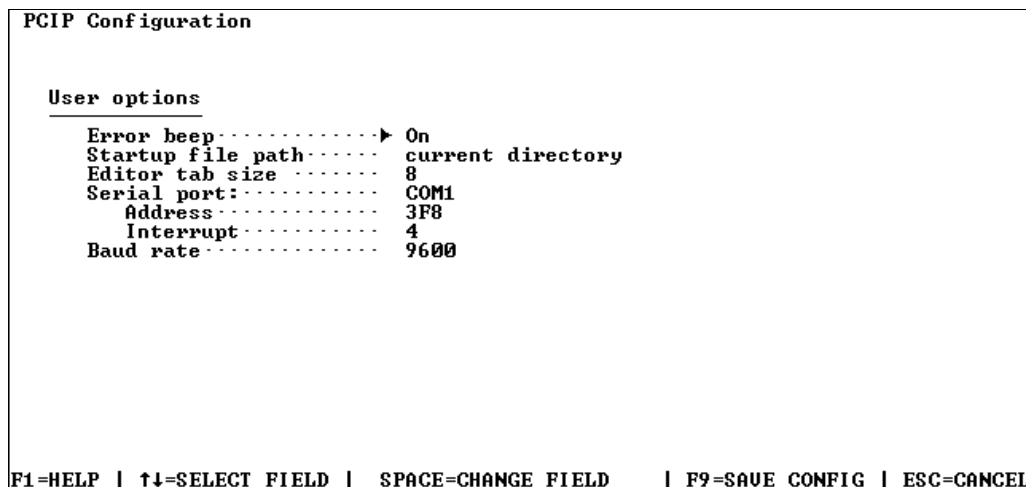 PCIP Configuration
User options
Error beep·············► On
Startup file path······ current directory
Editor tab size ······· 8
Serial port:··········· COM1
Address············· 3F8
Interrupt··········· 4
Baud rate·············· 9600
F1=HELP | ↑↓=SELECT FIELD | SPACE=CHANGE FIELD | F9=SAVE CONFIG | ESC=CANCEL